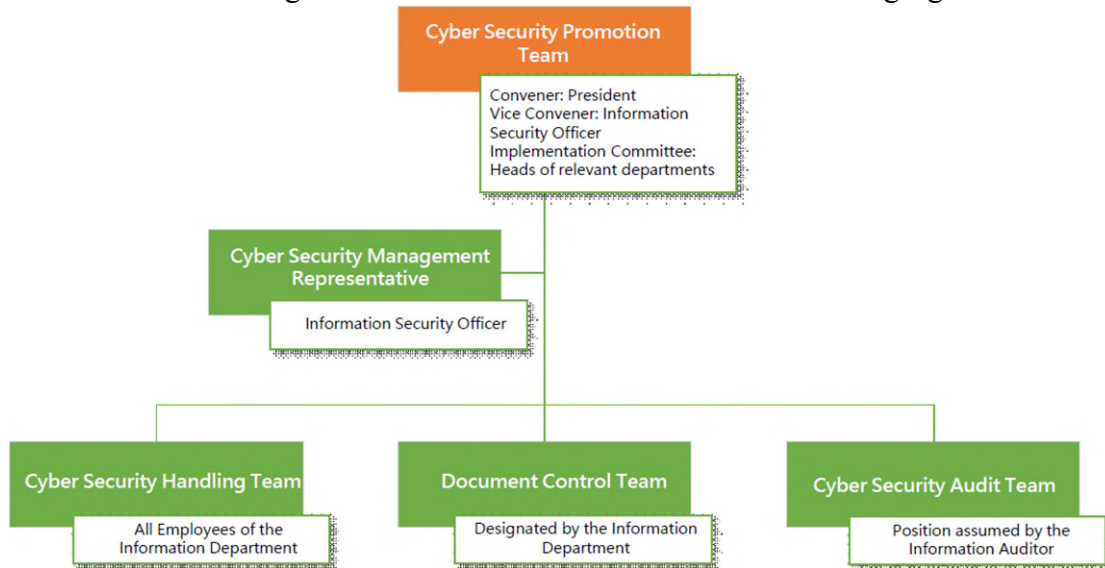 Cyber Security Promotion
Team
Convener: President
Vice Convener: Information
Security Officer
Implementation Committee:
Heads of relevant departments
Cyber Security Management
Representative
Information Security Officer
Cyber Security Handling Team
All Employees of the
Information Department
Document Control Team
Designated by the Information
Department
Cyber Security Audit Team
Position assumed by the
Information Auditor